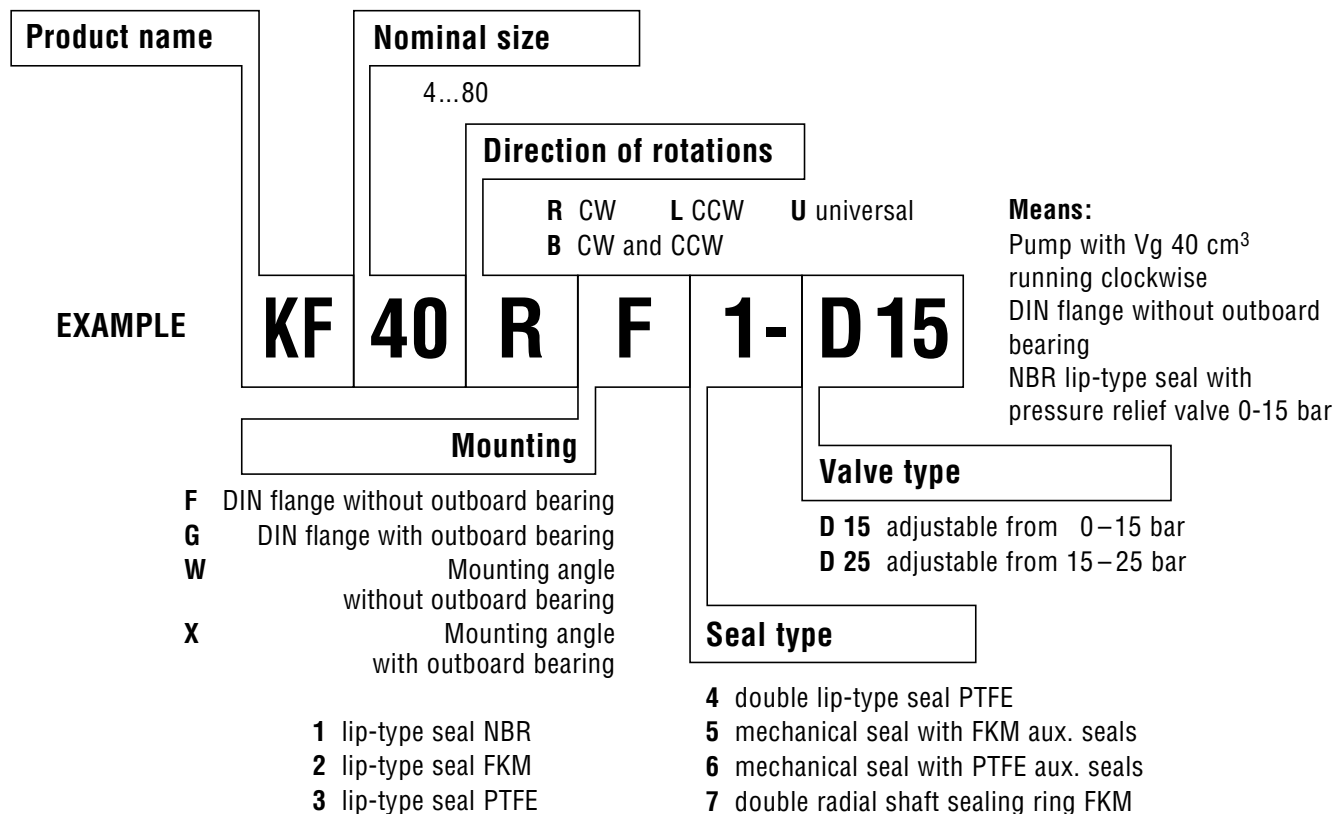 Product name
Nominal size
4...80
Direction of rotations
R CW L CCW U universal
B CW and CCW
Means:
Pump with Vg 40 cm³
running clockwise
DIN flange without outboard
bearing
NBR lip-type seal with
pressure relief valve 0-15 bar
EXAMPLE
KF 40 R F 1- D 15
Mounting
F DIN flange without outboard bearing
G DIN flange with outboard bearing
W Mounting angle
without outboard bearing
X Mounting angle
with outboard bearing
Valve type
D 15 adjustable from 0–15 bar
D 25 adjustable from 15–25 bar
Seal type
1 lip-type seal NBR
2 lip-type seal FKM
3 lip-type seal PTFE
4 double lip-type seal PTFE
5 mechanical seal with FKM aux. seals
6 mechanical seal with PTFE aux. seals
7 double radial shaft sealing ring FKM